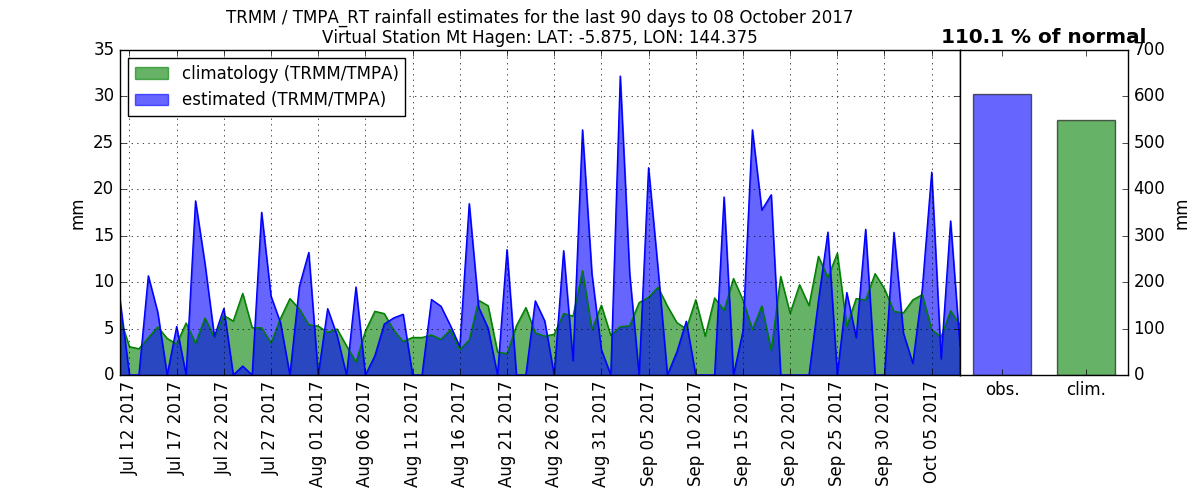 TRMM / TMPA_RT rainfall estimates for the last 90 days to 08 October 2017
Virtual Station Mt Hagen: LAT: -5.875, LON: 144.375
110.1 % of normal
climatology (TRMM/TMPA)
estimated (TRMM/TMPA)
35
30
25
20
15
10
5
0
mm
Jul 12 2017
Jul 17 2017
Jul 22 2017
Jul 27 2017
Aug 01 2017
Aug 06 2017
Aug 11 2017
Aug 16 2017
Aug 21 2017
Aug 26 2017
Aug 31 2017
Sep 05 2017
Sep 10 2017
Sep 15 2017
Sep 20 2017
Sep 25 2017
Sep 30 2017
Oct 05 2017
obs.
clim.
700
600
500
400
300
200
100
0
mm